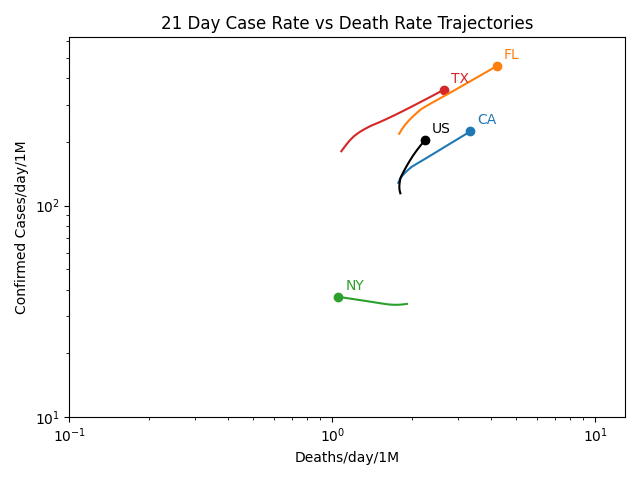 21 Day Case Rate vs Death Rate Trajectories
FL
TX
CA
US
NY
Confirmed Cases/day/1M
10²
10¹
10⁻¹
10⁰
10¹
Deaths/day/1M